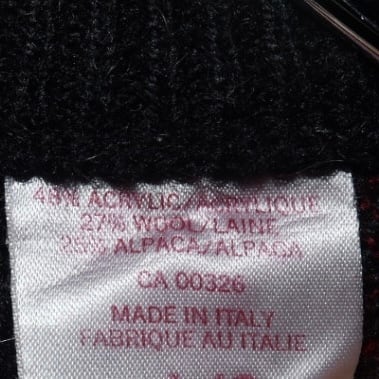 48% ACRYLIC/ACRYLIQUE
27% WOOL/LAINE
25% ALPACA/ALPAGA
CA 00326
MADE IN ITALY
FABRIQUE AU ITALIE